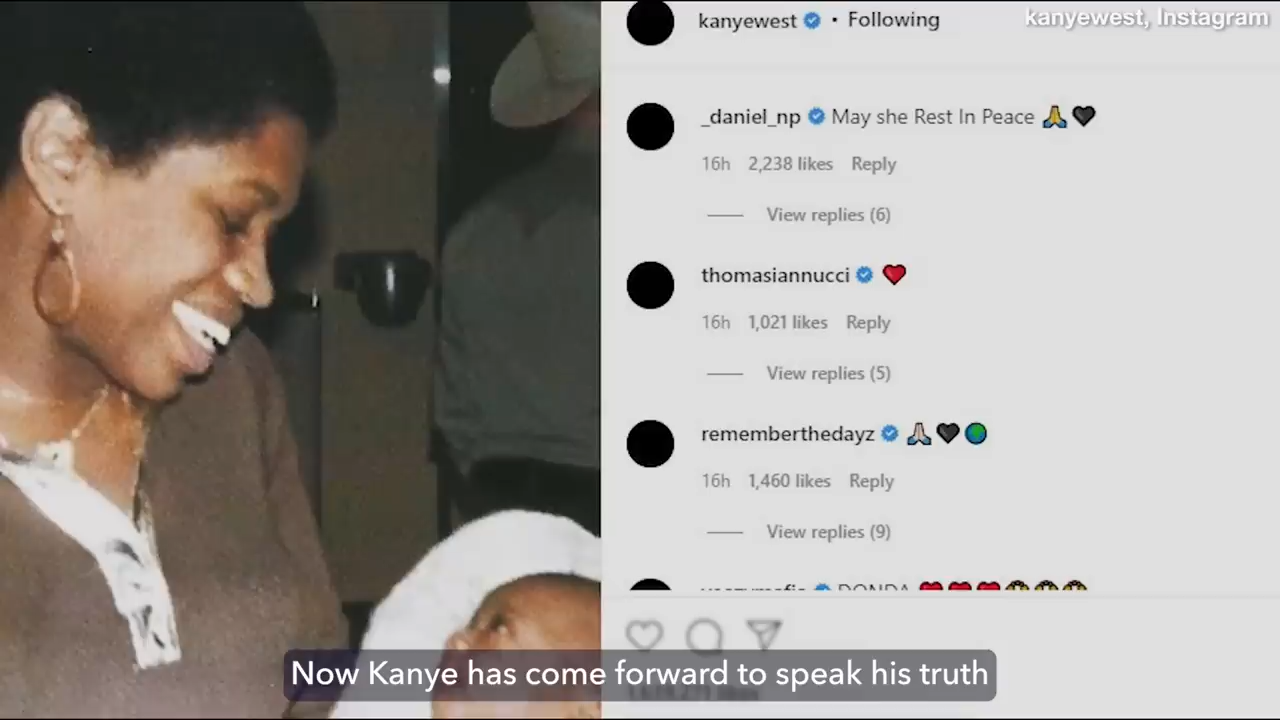 kanyewest • Following
kanyewest, Instagram
_daniel_np May she Rest In Peace 🙏🖤
16h 2,238 likes Reply
View replies (6)
thomasiannucci ❤️
16h 1,021 likes Reply
View replies (5)
rememberthedayz 🙏🏻🖤🌎
16h 1,460 likes Reply
View replies (9)
DONDA
Now Kanye has come forward to speak his truth